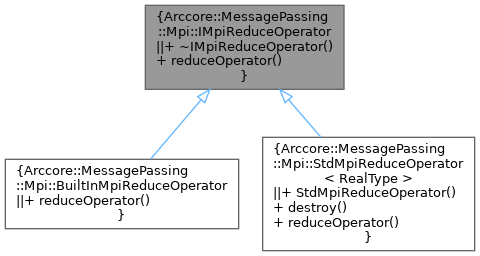 {Arccore::MessagePassing
::Mpi::IMpiReduceOperator
||+ ~IMpiReduceOperator()
+ reduceOperator()
}
{Arccore::MessagePassing
::Mpi::BuiltInMpiReduceOperator
||+ reduceOperator()
}
{Arccore::MessagePassing
::Mpi::StdMpiReduceOperator
< RealType >
||+ StdMpiReduceOperator()
+ destroy()
+ reduceOperator()
}